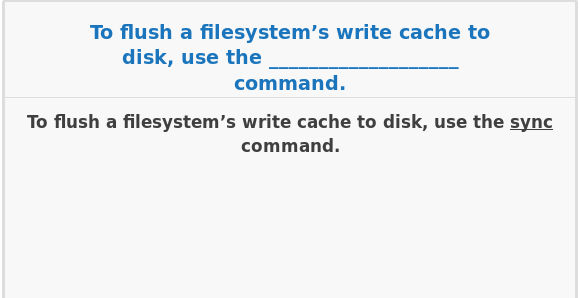 To flush a filesystem’s write cache to
disk, use the ___________________
command.
To flush a filesystem’s write cache to disk, use the sync
command.